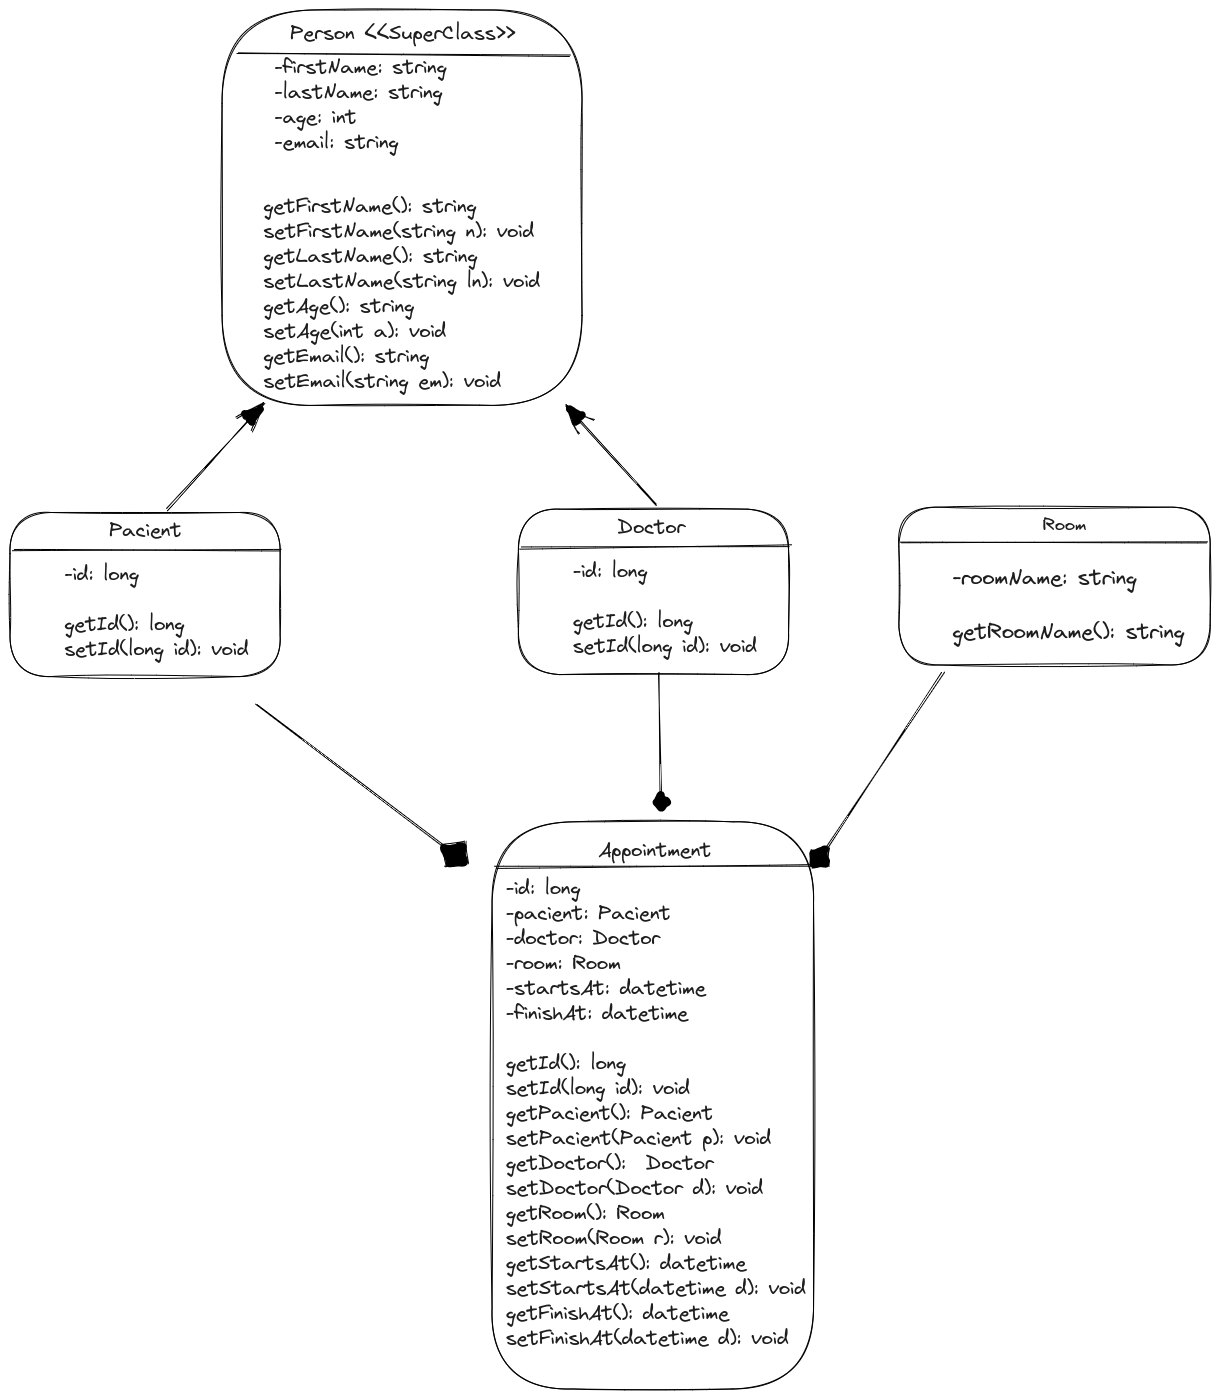 Person <<SuperClass>>
-firstName: string
-lastName: string
-age: int
-email: string
getFirstName(): string
setFirstName(string n): void
getLastName(): string
setLastName(string ln): void
getAge(): string
setAge(int a): void
getEmail(): string
setEmail(string em): void
Pacient
-id: long
getId(): long
setId(long id): void
Doctor
-id: long
getId(): long
setId(long id): void
Room
-roomName: string
getRoomName(): string
Appointment
-id: long
-pacient: Pacient
-doctor: Doctor
-room: Room
-startsAt: datetime
-finishAt: datetime
getId(): long
setId(long id): void
getPacient(): Pacient
setPacient(Pacient p): void
getDoctor():  Doctor
setDoctor(Doctor d): void
getRoom(): Room
setRoom(Room r): void
getStartsAt(): datetime
setStartsAt(datetime d): void
getFinishAt(): datetime
setFinishAt(datetime d): void